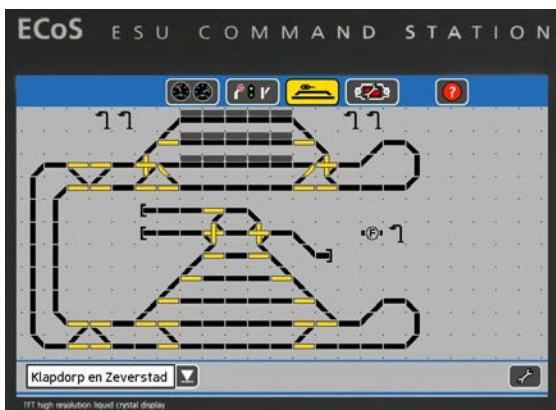 ECoS ESU COMMAND STATION
?
F
Klapdorp en Zeverstad
TFT high resolution liquid crystal display